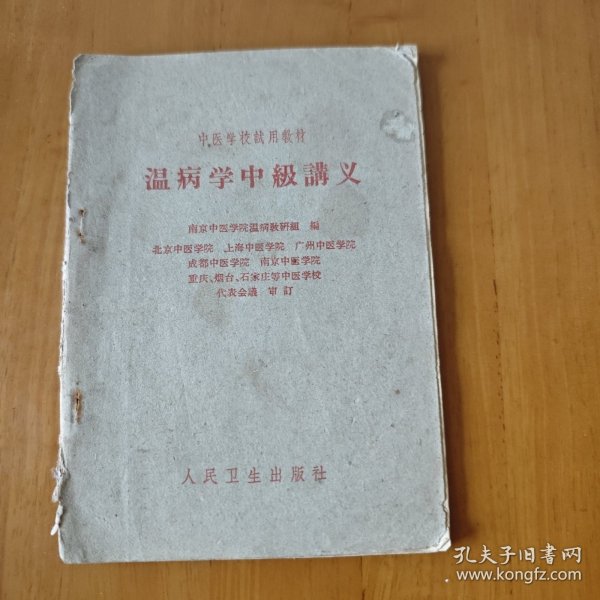 中医学校試用教材
温病学中級講义
南京中医学院温病教研組 編
北京中医学院 上海中医学院 广州中医学院
成都中医学院 南京中医学院
重庆、烟台、石家庄等中医学校
代表会議 审訂
人民卫生出版社
孔夫子旧书网
www.kongfz.com